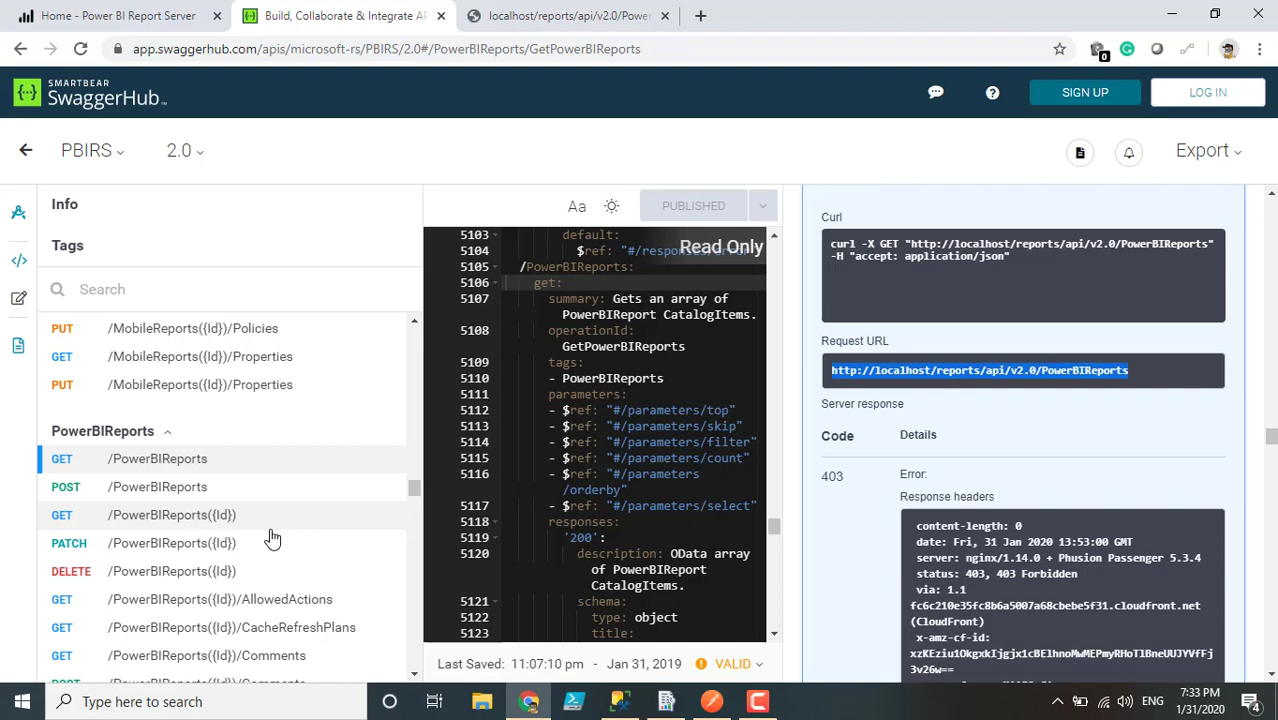 Home - Power BI Report Server
Build, Collaborate & Integrate AP
localhost/reports/api/v2.0/Power
app.swaggerhub.com/apis/microsoft-rs/PBIRS/2.0#/PowerBIReports/GetPowerBIReports
0
SMARTBEAR
SwaggerHub™
SIGN UP
LOG IN
PBIRS
2.0
Export
Info
Tags
Search
PUT /MobileReports({Id})/Policies
GET /MobileReports({Id})/Properties
PUT /MobileReports({Id})/Properties
PowerBIReports
GET /PowerBIReports
POST /PowerBIReports
GET /PowerBIReports({Id})
PATCH /PowerBIReports({Id})
DELETE /PowerBIReports({Id})
GET /PowerBIReports({Id})/AllowedActions
GET /PowerBIReports({Id})/CacheRefreshPlans
GET /PowerBIReports({Id})/Comments
Aa
PUBLISHED
Read Only
5103 default:
5104 $ref: "#/responses/error"
5105 /PowerBIReports:
5106 get:
5107 summary: Gets an array of
PowerBIReport CatalogItems.
5108 operationId:
GetPowerBIReports
5109 tags:
5110 - PowerBIReports
5111 parameters:
5112 - $ref: "#/parameters/top"
5113 - $ref: "#/parameters/skip"
5114 - $ref: "#/parameters/filter"
5115 - $ref: "#/parameters/count"
5116 - $ref: "#/parameters
/orderby"
5117 - $ref: "#/parameters/select"
5118 responses:
5119 '200':
5120 description: OData array
of PowerBIReport
CatalogItems.
5121 schema:
5122 type: object
5123 title:
Last Saved: 11:07:10 pm - Jan 31, 2019
VALID
Curl
curl -X GET "http://localhost/reports/api/v2.0/PowerBIReports"
-H "accept: application/json"
Request URL
http://localhost/reports/api/v2.0/PowerBIReports
Server response
Code Details
403 Error:
Response headers
content-length: 0
date: Fri, 31 Jan 2020 13:53:00 GMT
server: nginx/1.14.0 + Phusion Passenger 5.3.4
status: 403, 403 Forbidden
via: 1.1
fc6c210e35fc8b6a5007a68cbebe5f31.cloudfront.net
(CloudFront)
x-amz-cf-id:
Type here to search
ENG
7:33 PM
1/31/2020
4